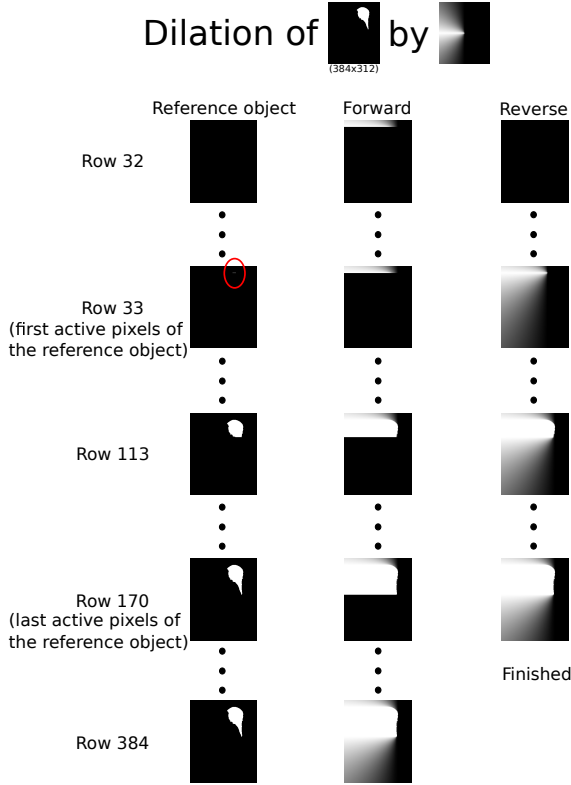 Dilation of by
(384x312)
Reference object Forward Reverse
Row 32
Row 33
(first active pixels of
the reference object)
Row 113
Row 170
(last active pixels of
the reference object)
Finished
Row 384